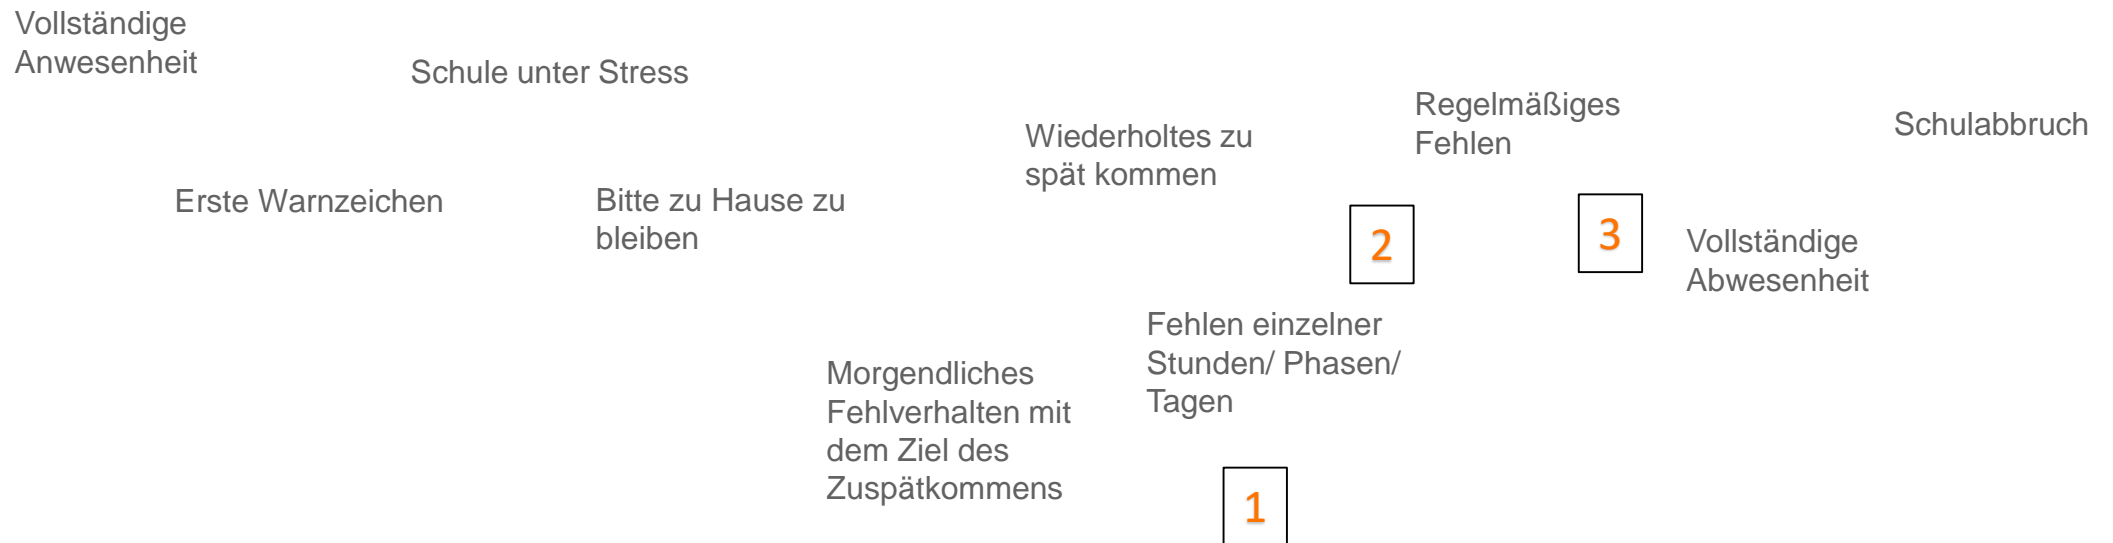 Vollständige
Anwesenheit
Erste Warnzeichen
Schule unter Stress
Bitte zu Hause zu
bleiben
Morgendliches
Fehlverhalten mit
dem Ziel des
Zuspätkommens
Wiederholtes zu
spät kommen
Fehlen einzelner
Stunden/ Phasen/
Tagen
1
2
Regelmäßiges
Fehlen
3
Vollständige
Abwesenheit
Schulabbruch